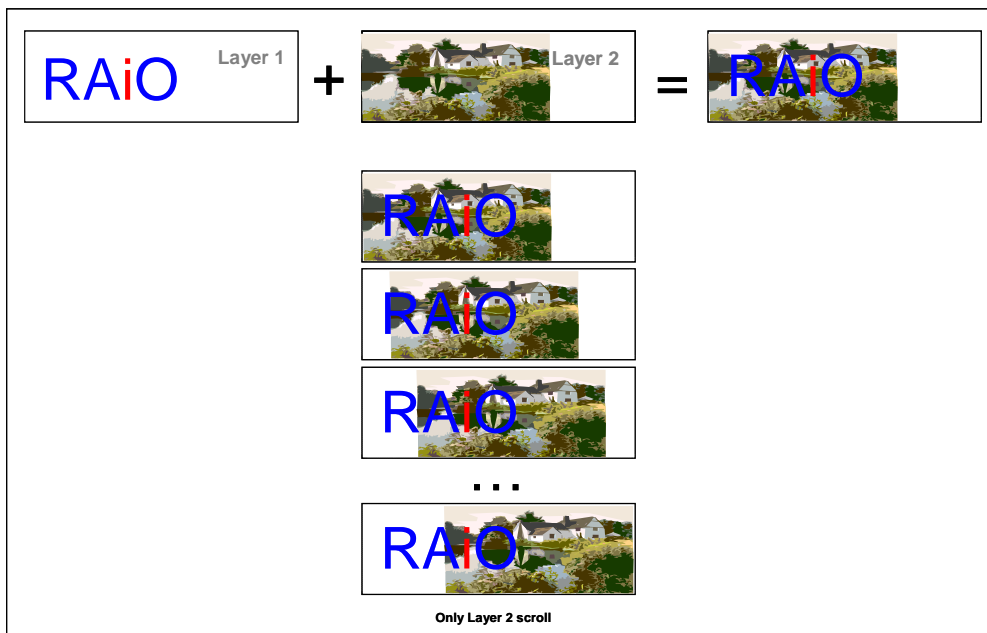 RAiO Layer 1 + Layer 2 = RAiO
RAiO
RAiO
RAiO
...
RAiO
Only Layer 2 scroll